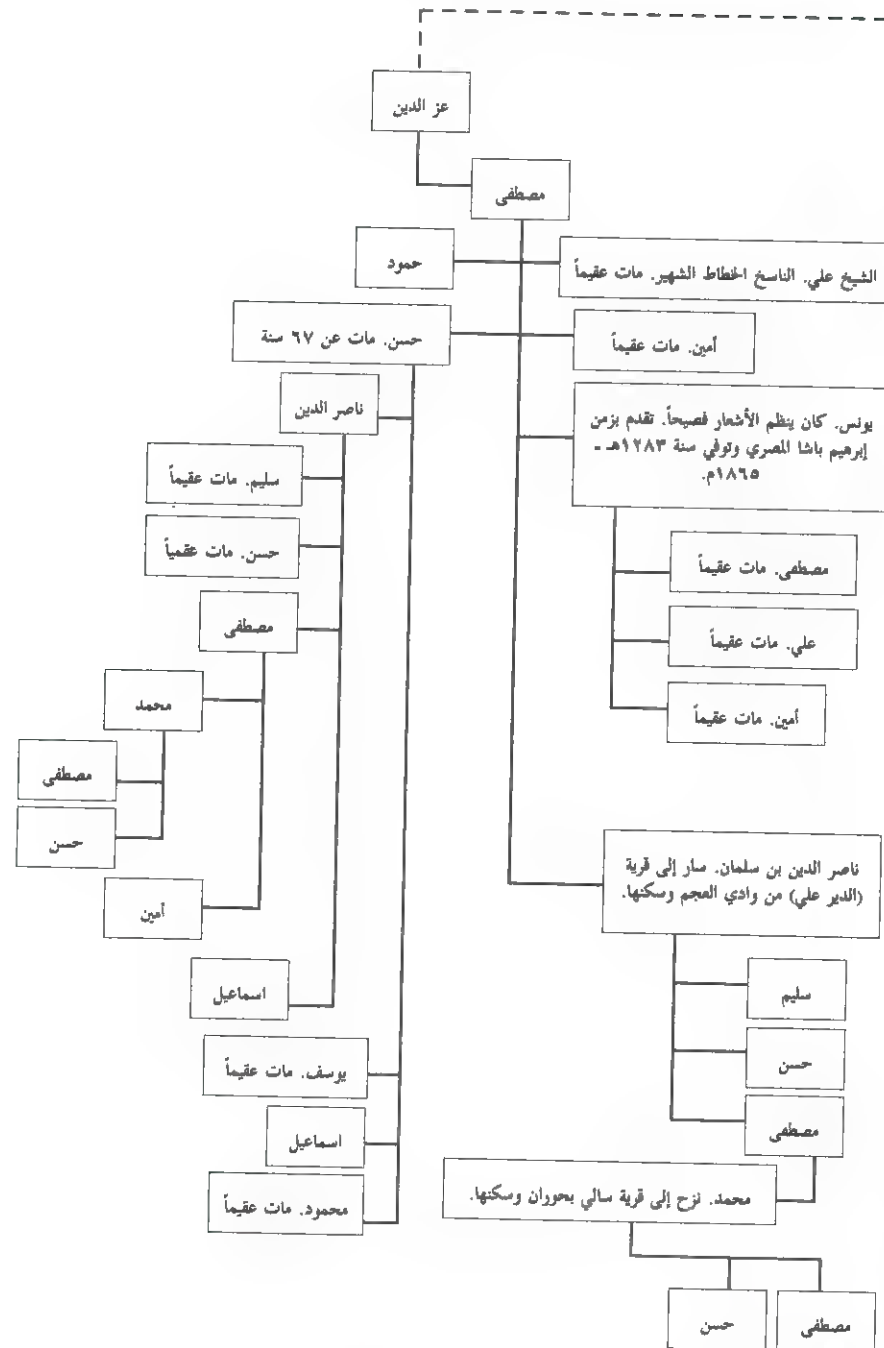 عز الدين
مصطفى
الشيخ علي. الناسخ الخطاط الشهير. مات عقيماً
حمود
أمين. مات عقيماً
حسن. مات عن ٦٧ سنة
يونس. كان ينظم الأشعار فصيحاً. تقدم بزمن
إبرهيم باشا المصري وتوفي سنة ١٢٨٣هـ ـ
١٨٦٥م.
مصطفى. مات عقيماً
علي. مات عقيماً
أمين. مات عقيماً
ناصر الدين
سليم. مات عقيماً
حسن. مات عقمياً
مصطفى
محمد
مصطفى
حسن
أمين
اسماعيل
يوسف. مات عقيماً
اسماعيل
محمود. مات عقيماً
ناصر الدين بن سلمان. سار إلى قرية
(الدير علي) من وادي العجم وسكنها.
سليم
حسن
مصطفى
محمد. نزح إلى قرية سالي بحوران وسكنها.
مصطفى
حسن